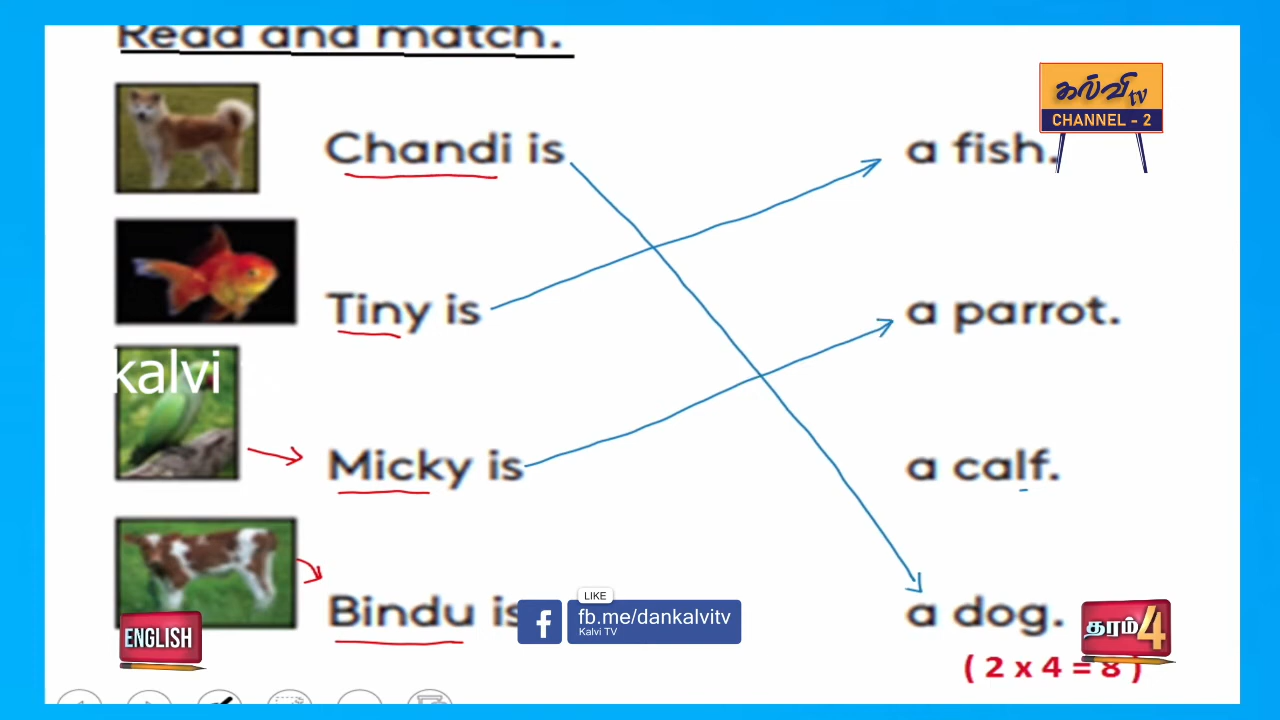 Read and match.
கல்வி tv
CHANNEL - 2
Chandi is
a fish.
Tiny is
a parrot.
kalvi
Micky is
a calf.
Bindu is
a dog.
LIKE
f
fb.me/dankalvitv
Kalvi TV
ENGLISH
தரம் 4
( 2 x 4 = 8 )